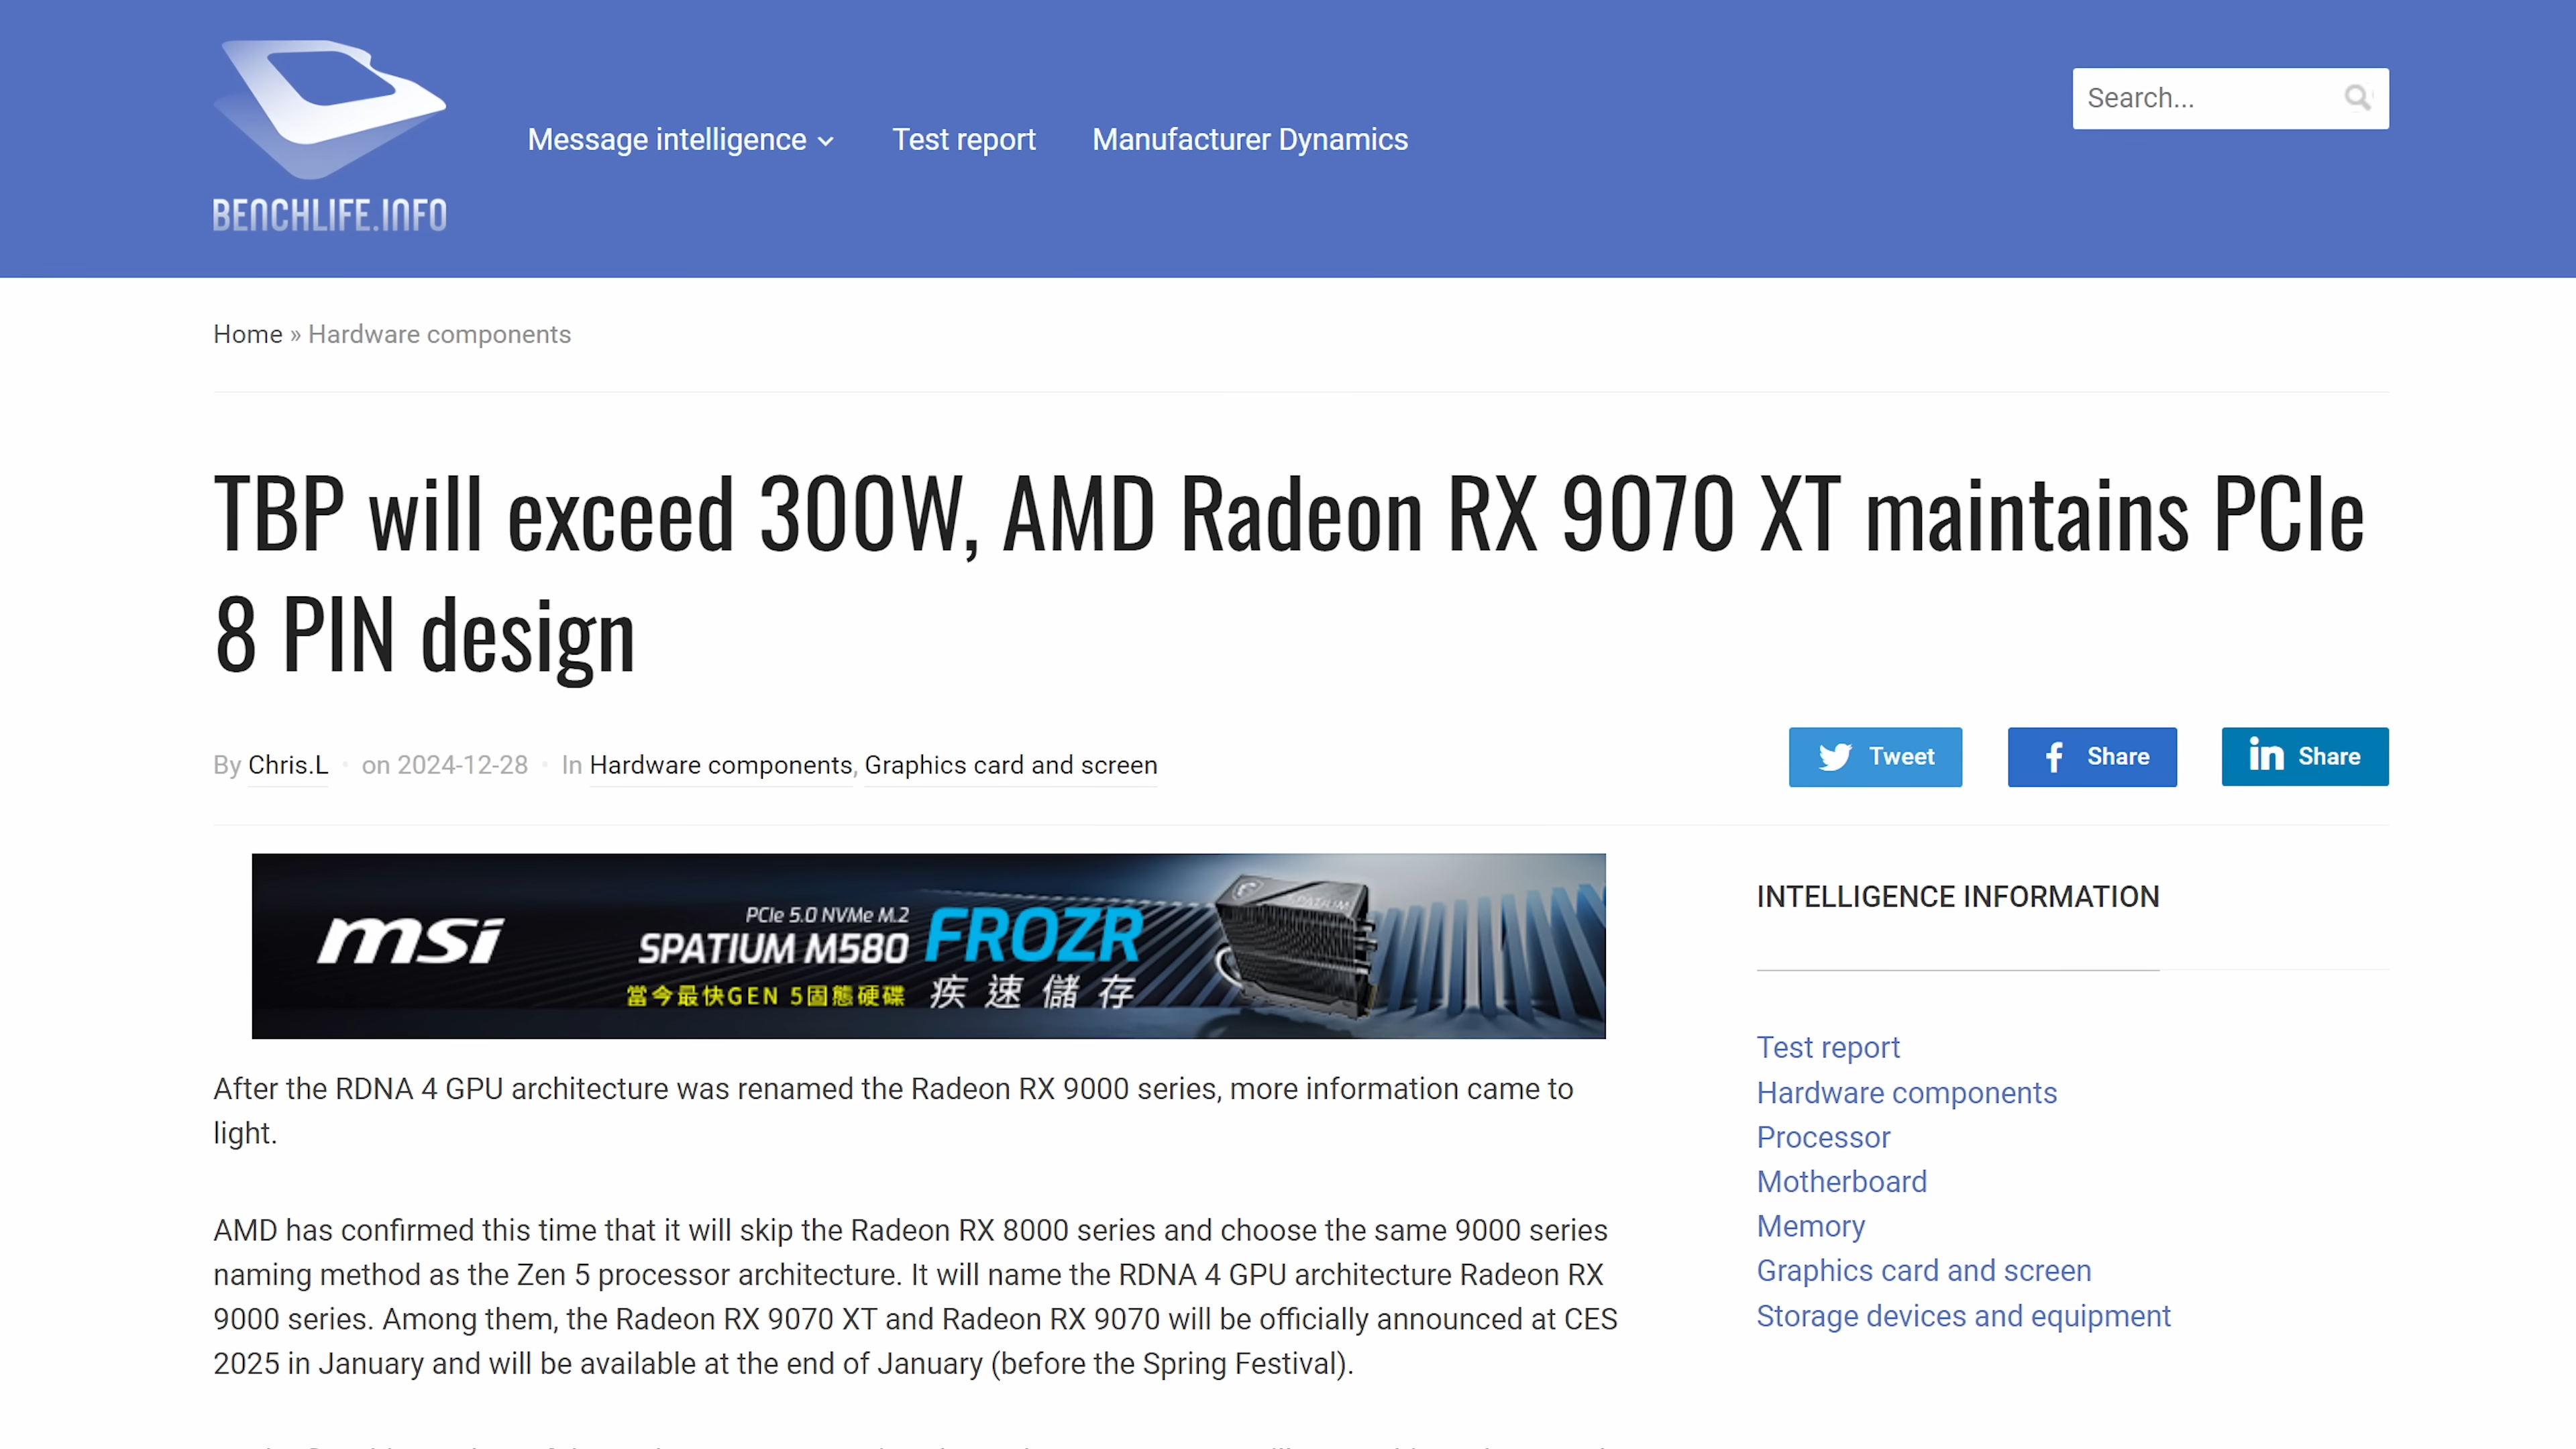 BENCHLIFE.INFO
Message intelligence
Test report
Manufacturer Dynamics
Search...
Home » Hardware components
TBP will exceed 300W, AMD Radeon RX 9070 XT maintains PCIe
8 PIN design
By Chris.L • on 2024-12-28 • In Hardware components, Graphics card and screen
Tweet
Share
in Share
msi
PCIe 5.0 NVMe M.2
SPATIUM M580 FROZR
當今最快GEN 5固態硬碟 疾速儲存
SPATIUM
After the RDNA 4 GPU architecture was renamed the Radeon RX 9000 series, more information came to
light.
AMD has confirmed this time that it will skip the Radeon RX 8000 series and choose the same 9000 series
naming method as the Zen 5 processor architecture. It will name the RDNA 4 GPU architecture Radeon RX
9000 series. Among them, the Radeon RX 9070 XT and Radeon RX 9070 will be officially announced at CES
2025 in January and will be available at the end of January (before the Spring Festival).
INTELLIGENCE INFORMATION
Test report
Hardware components
Processor
Motherboard
Memory
Graphics card and screen
Storage devices and equipment